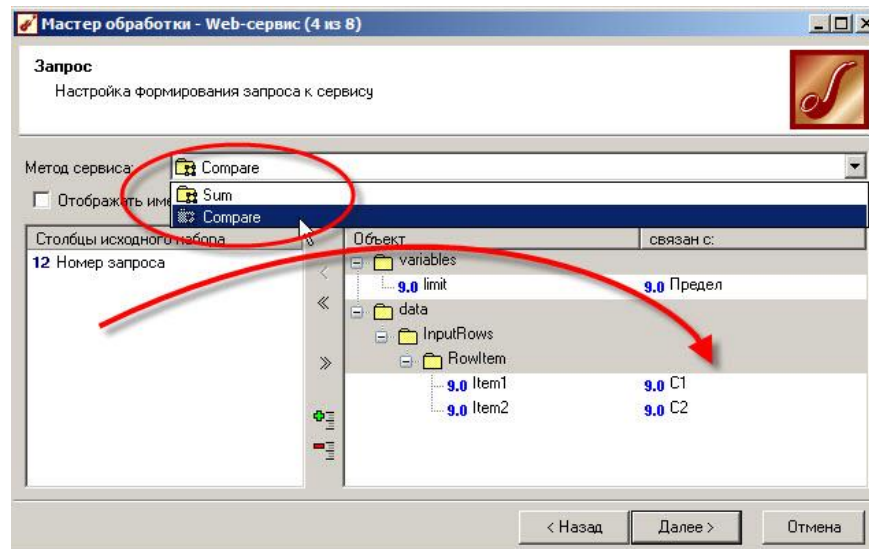 Мастер обработки - Web-сервис (4 из 8)
Запрос
Настройка формирования запроса к сервису
Метод сервиса: Compare
Отображать име
Sum
Compare
Столбцы исходного набора
Объект связан с:
12 Номер запроса
variables
9.0 limit 9.0 Предел
data
InputRows
RowItem
9.0 Item1 9.0 C1
9.0 Item2 9.0 C2
< Назад Далее > Отмена